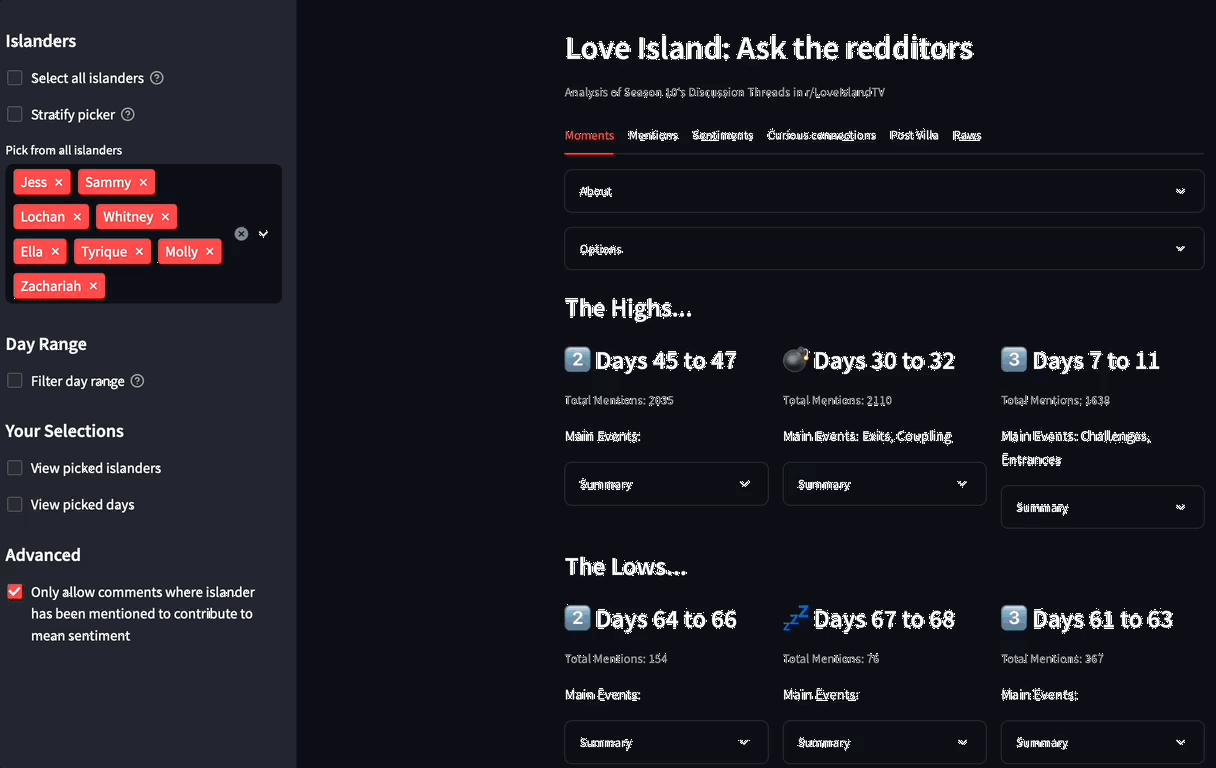 Islanders
Select all islanders
Stratify picker
Pick from all islanders
Jess × Sammy ×
Lochan × Whitney ×
Ella × Tyrique × Molly ×
Zachariah ×
Day Range
Filter day range
Your Selections
View picked islanders
View picked days
Advanced
Only allow comments where islander
has been mentioned to contribute to
mean sentiment
Love Island: Ask the redditors
Analysis of Season 10's Discussion Threads in r/LoveIslandTV
Moments Mentions Sentiments Curious connections Post Villa Raws
About
Options
The Highs...
2 Days 45 to 47
Total Mentions: 2035
Main Events:
Summary
Days 30 to 32
Total Mentions: 2110
Main Events: Exits, Coupling
Summary
3 Days 7 to 11
Total Mentions: 1638
Main Events: Challenges,
Entrances
Summary
The Lows...
2 Days 64 to 66
Total Mentions: 154
Main Events:
Summary
Days 67 to 68
Total Mentions: 76
Main Events:
Summary
3 Days 61 to 63
Total Mentions: 367
Main Events:
Summary